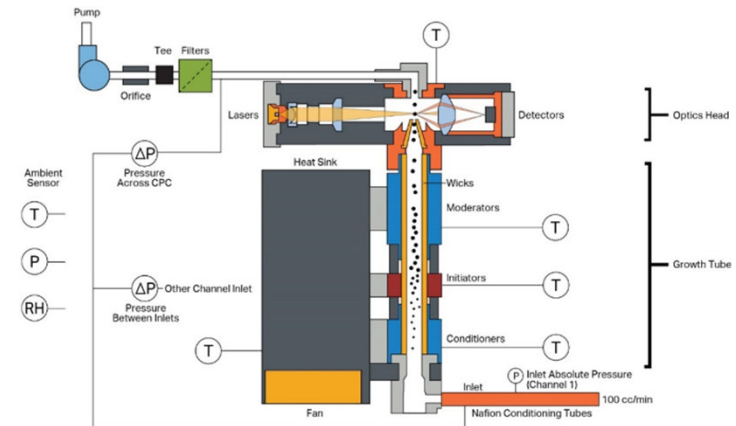 Pump
Tee Filters
T
Orifice
Lasers
Detectors
Optics Head
ΔP
Pressure
Across CPC
Ambient
Sensor
Heat Sink
Wicks
T
Moderators
T
P
Growth Tube
ΔP
Other Channel Inlet
Initiators
T
RH
Pressure
Between Inlets
T
Conditioners
T
P
Inlet Absolute Pressure
(Channel 1)
Inlet
100 cc/min
Fan
Nafion Conditioning Tubes